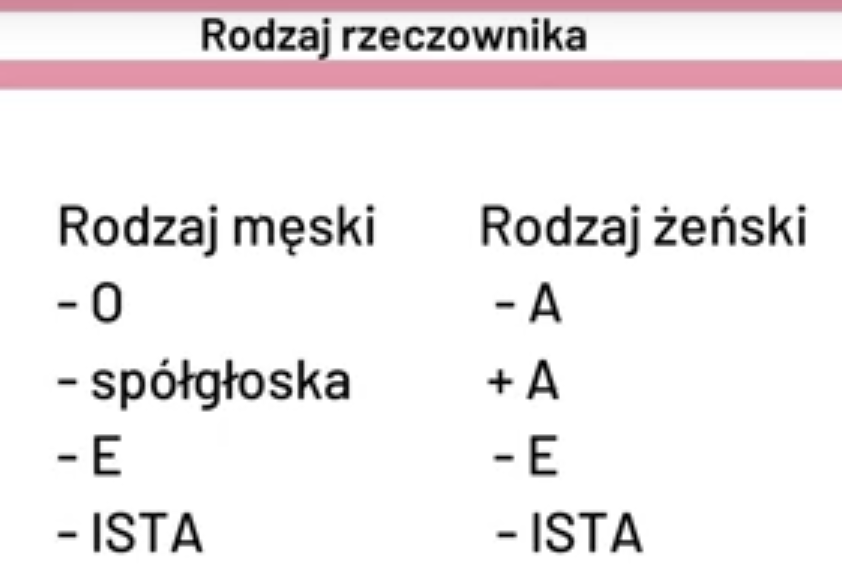 Rodzaj rzeczownika
Rodzaj męski Rodzaj żeński
- O - A
- spółgłoska + A
- E - E
- ISTA - ISTA